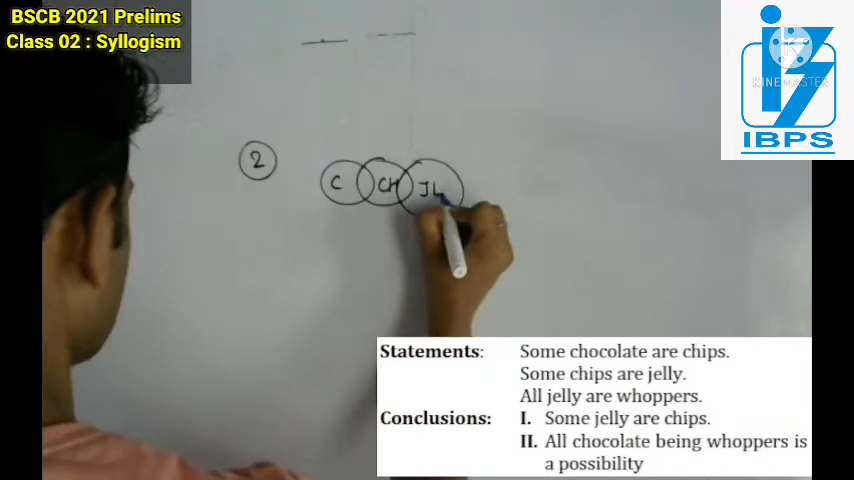 BSCB 2021 Prelims
Class 02 : Syllogism
KINEMASTER
IBPS
2
C CH JL
Statements: Some chocolate are chips.
Some chips are jelly.
All jelly are whoppers.
Conclusions: I. Some jelly are chips.
II. All chocolate being whoppers is
a possibility